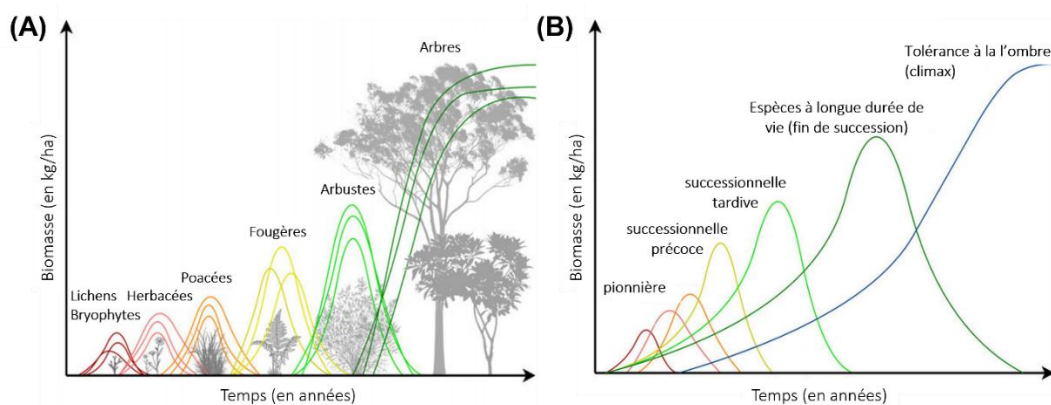 (A)
Biomasse (en kg/ha)
Lichens
Bryophytes
Herbacées
Poacées
Fougères
Arbustes
Arbres
Temps (en années)
(B)
Biomasse (en kg/ha)
pionnière
successionnelle
précoce
successionnelle
tardive
Espèces à longue durée de
vie (fin de succession)
Tolérance à la l’ombre
(climax)
Temps (en années)